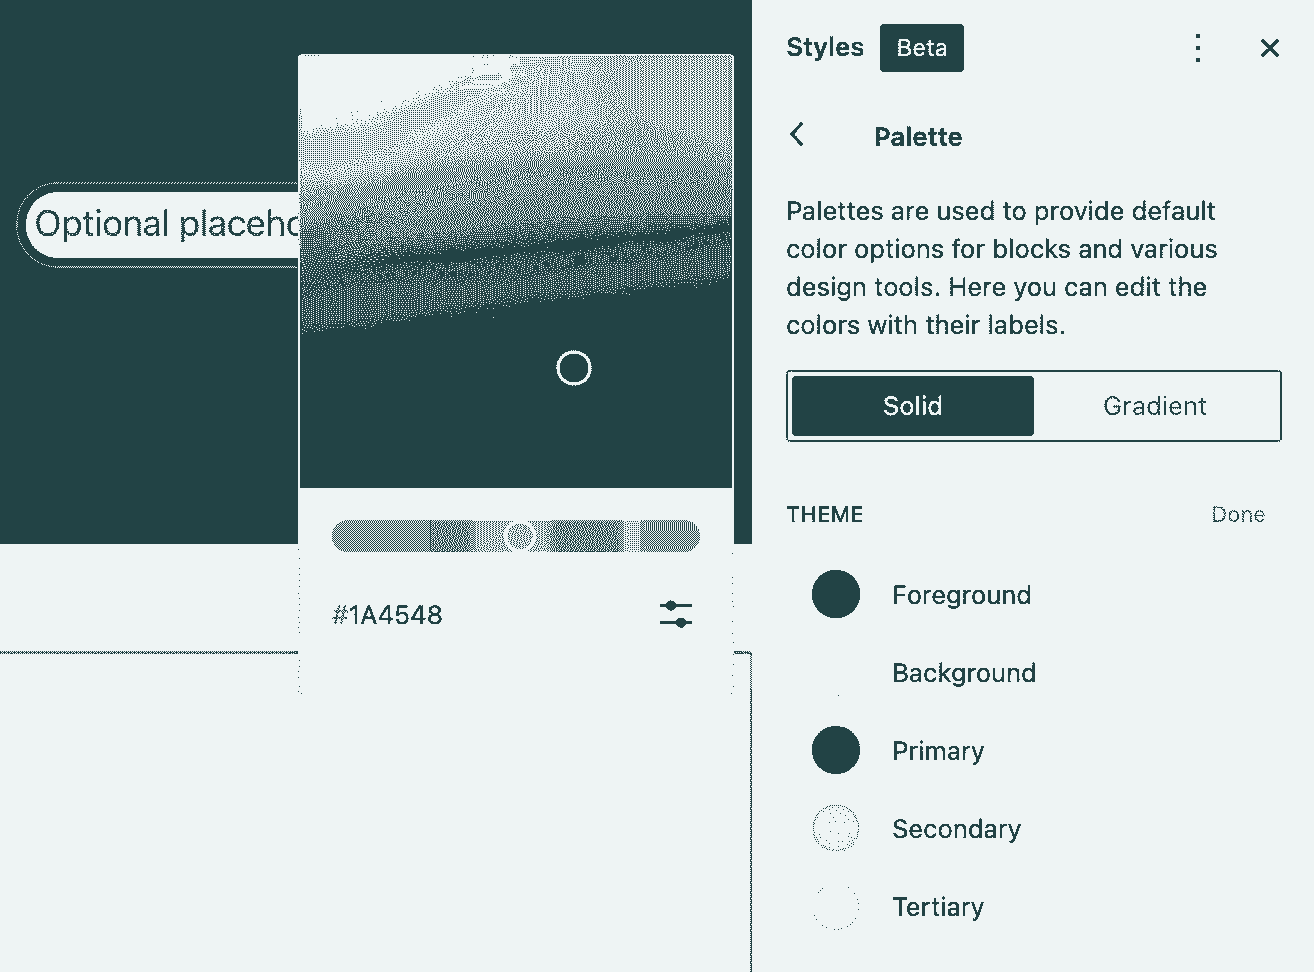 Styles Beta
Palette
Palettes are used to provide default
color options for blocks and various
design tools. Here you can edit the
colors with their labels.
Solid Gradient
THEME Done
Foreground
Background
Primary
Secondary
Tertiary
Optional
#1A4548